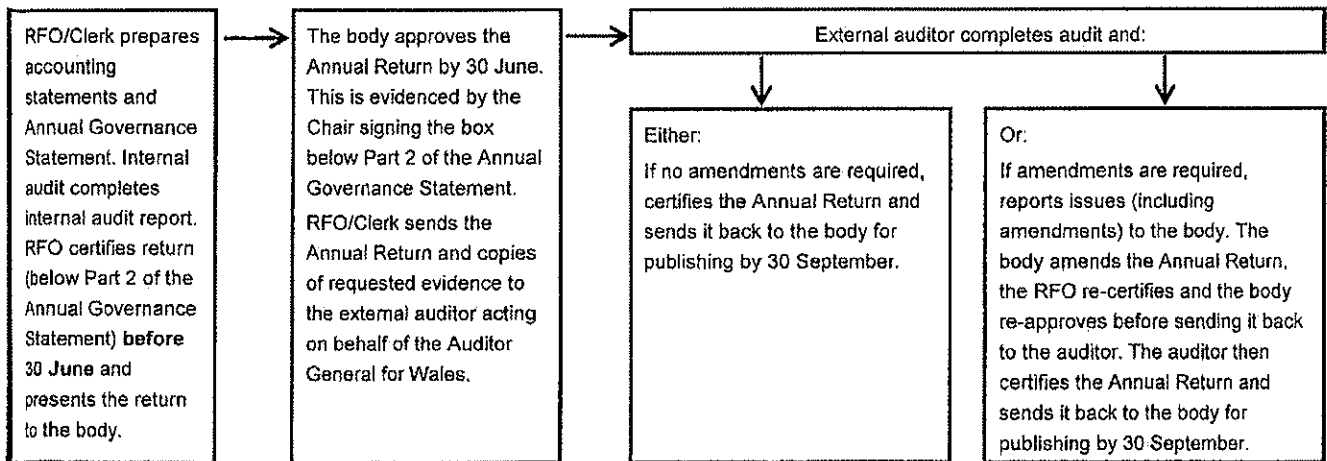 RFO/Clerk prepares
accounting
statements and
Annual Governance
Statement. Internal
audit completes
internal audit report.
RFO certifies return
(below Part 2 of the
Annual Governance
Statement) before
30 June and
presents the return
to the body.
The body approves the
Annual Return by 30 June.
This is evidenced by the
Chair signing the box
below Part 2 of the Annual
Governance Statement.
RFO/Clerk sends the
Annual Return and copies
of requested evidence to
the external auditor acting
on behalf of the Auditor
General for Wales.
External auditor completes audit and:
Either:
If no amendments are required,
certifies the Annual Return and
sends it back to the body for
publishing by 30 September.
Or:
If amendments are required,
reports issues (including
amendments) to the body. The
body amends the Annual Return,
the RFO re-certifies and the body
re-approves before sending it back
to the auditor. The auditor then
certifies the Annual Return and
sends it back to the body for
publishing by 30 September.